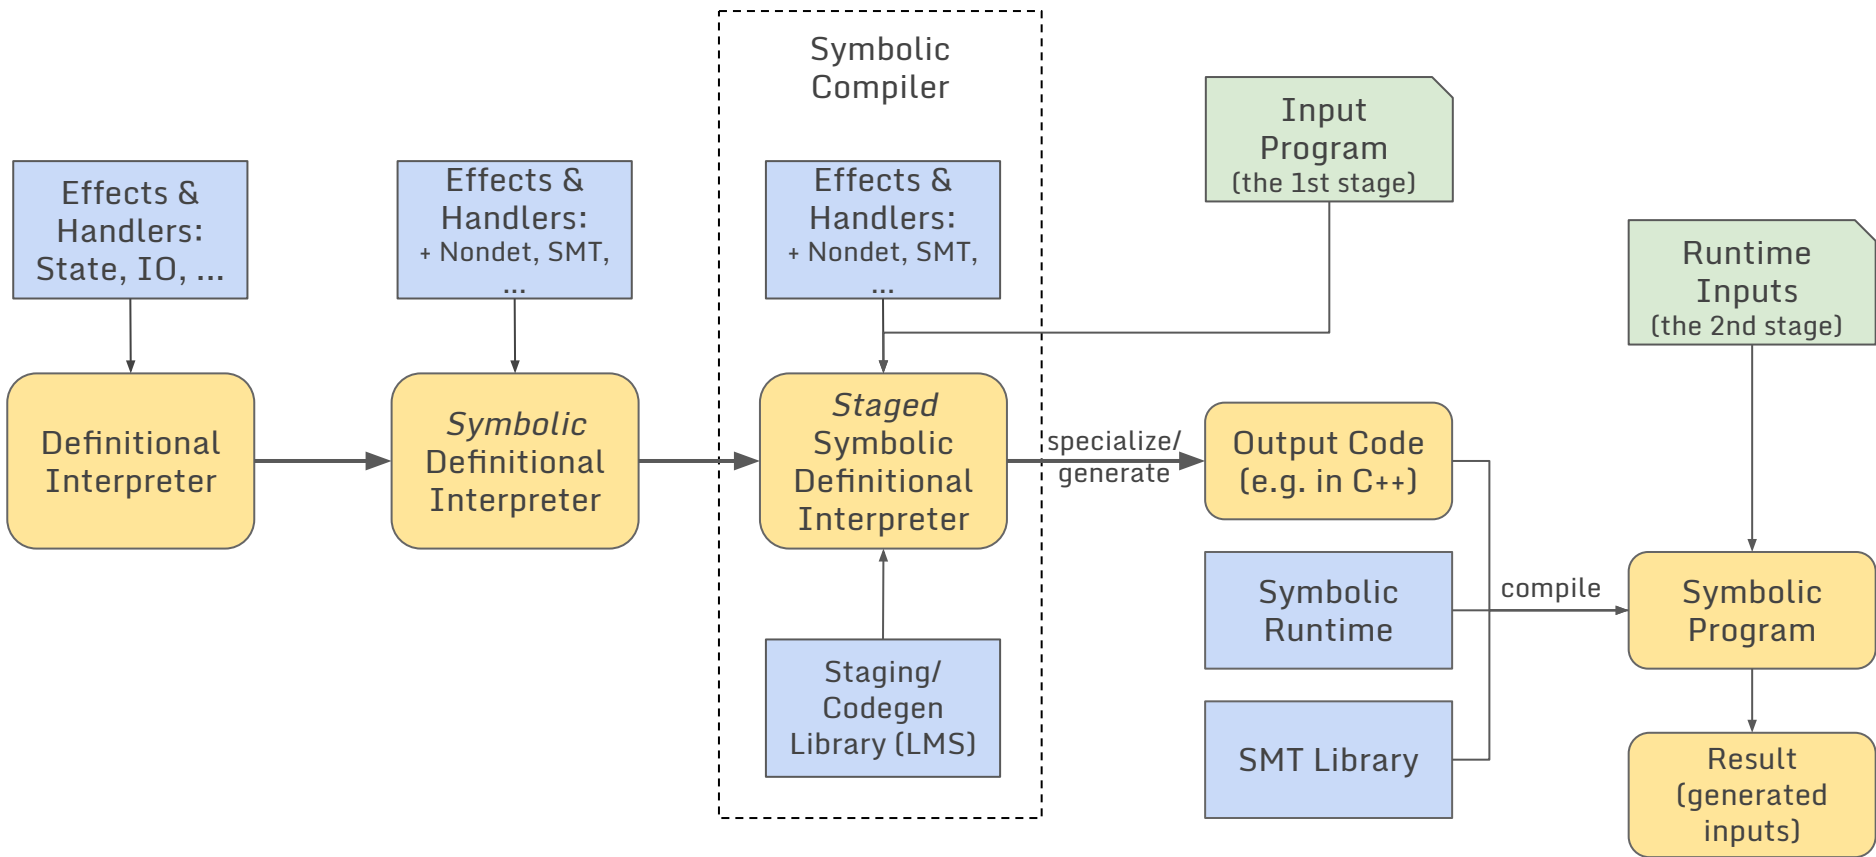 Symbolic
Compiler
Effects &
Handlers:
State, IO, ...
Effects &
Handlers:
+ Nondet, SMT,
...
Effects &
Handlers:
+ Nondet, SMT,
...
Input
Program
(the 1st stage)
Runtime
Inputs
(the 2nd stage)
Definitional
Interpreter
Symbolic
Definitional
Interpreter
Staged
Symbolic
Definitional
Interpreter
specialize/
generate
Output Code
(e.g. in C++)
Symbolic
Runtime
compile
Symbolic
Program
Staging/
Codegen
Library (LMS)
SMT Library
Result
(generated
inputs)